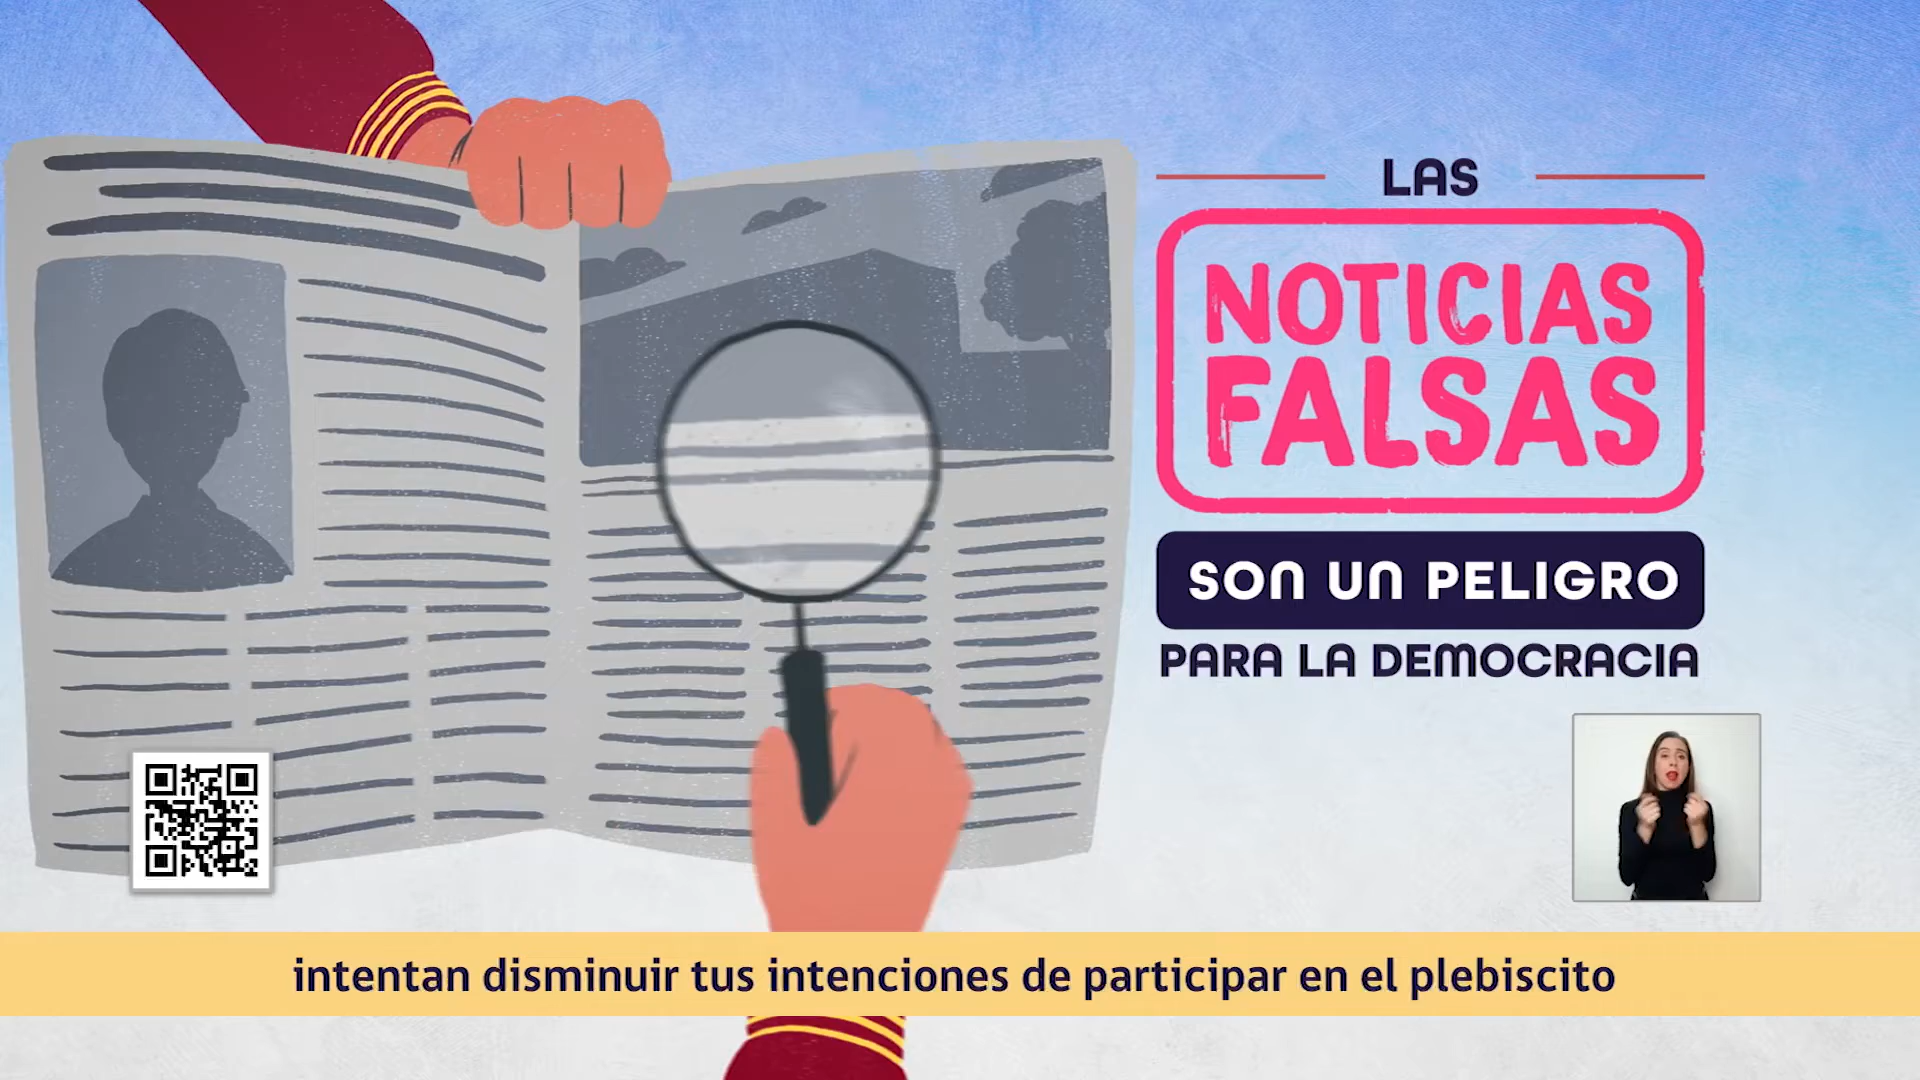 LAS
NOTICIAS
FALSAS
SON UN PELIGRO
PARA LA DEMOCRACIA
intentan disminuir tus intenciones de participar en el plebiscito